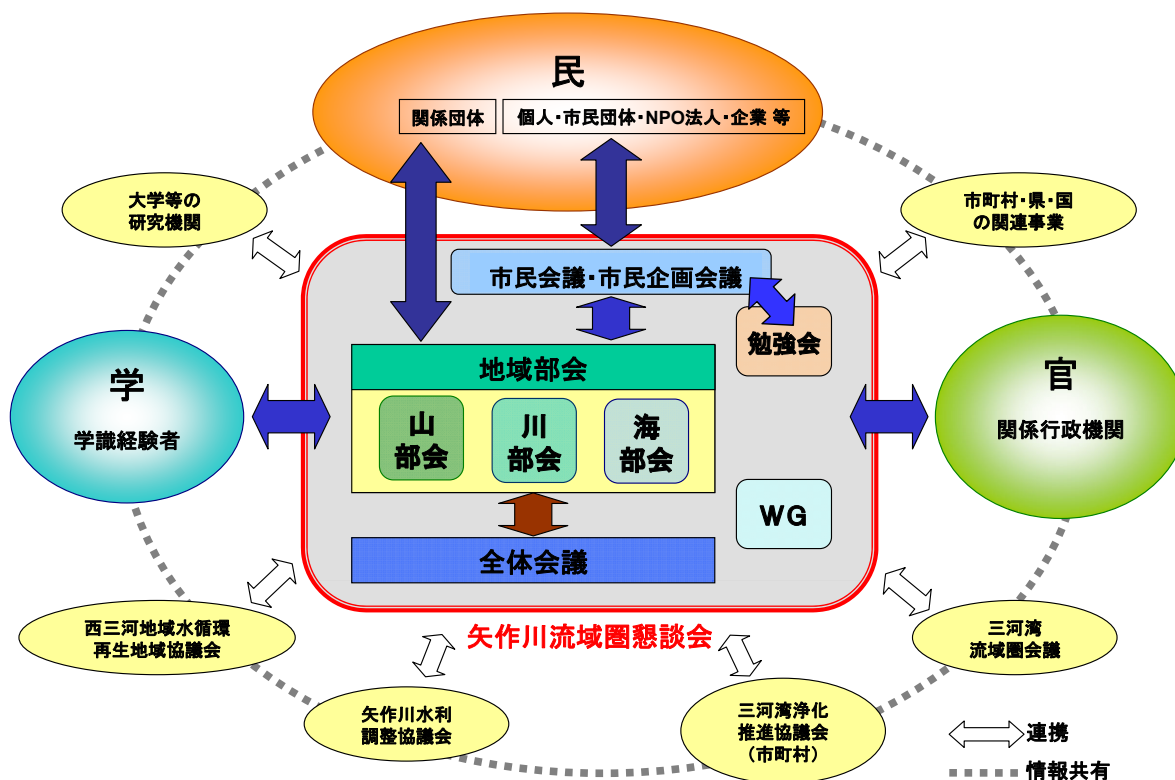 民
関係団体
個人・市民団体・NPO法人・企業 等
大学等の
研究機関
市町村・県・国
の関連事業
市民会議・市民企画会議
勉強会
地域部会
学
学識経験者
山
部会
川
部会
海
部会
官
関係行政機関
WG
全体会議
矢作川流域圏懇談会
西三河地域水循環
再生地域協議会
三河湾
流域圏会議
矢作川水利
調整協議会
三河湾浄化
推進協議会
（市町村）
連携
情報共有